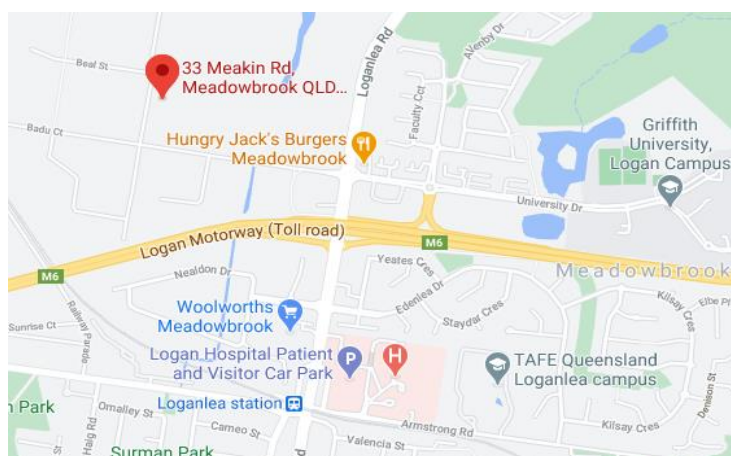 Beal St
33 Meakin Rd,
Meadowbrook QLD...
Loganlea Rd
Avenby Dr
Faculty Cct
Badu Ct
Hungry Jack's Burgers
Meadowbrook
Griffith
University,
Logan Campus
University Dr
Logan Motorway (Toll road)
M6
M6
Nealdon Dr
Yeates Cres
Edenlea Dr
Meadowbrook
Kilsay Cres
Staydar Cres
Sunrise Ct
Railway Parade
Woolworths
Meadowbrook
Logan Hospital Patient
and Visitor Car Park
P
H
TAFE Queensland
Loganlea campus
Denison St
n Park
Omalley St
Loganlea station
Haig Rd
Cameo St
Armstrong Rd
Kilsay Cres
Surman Park
Valencia St